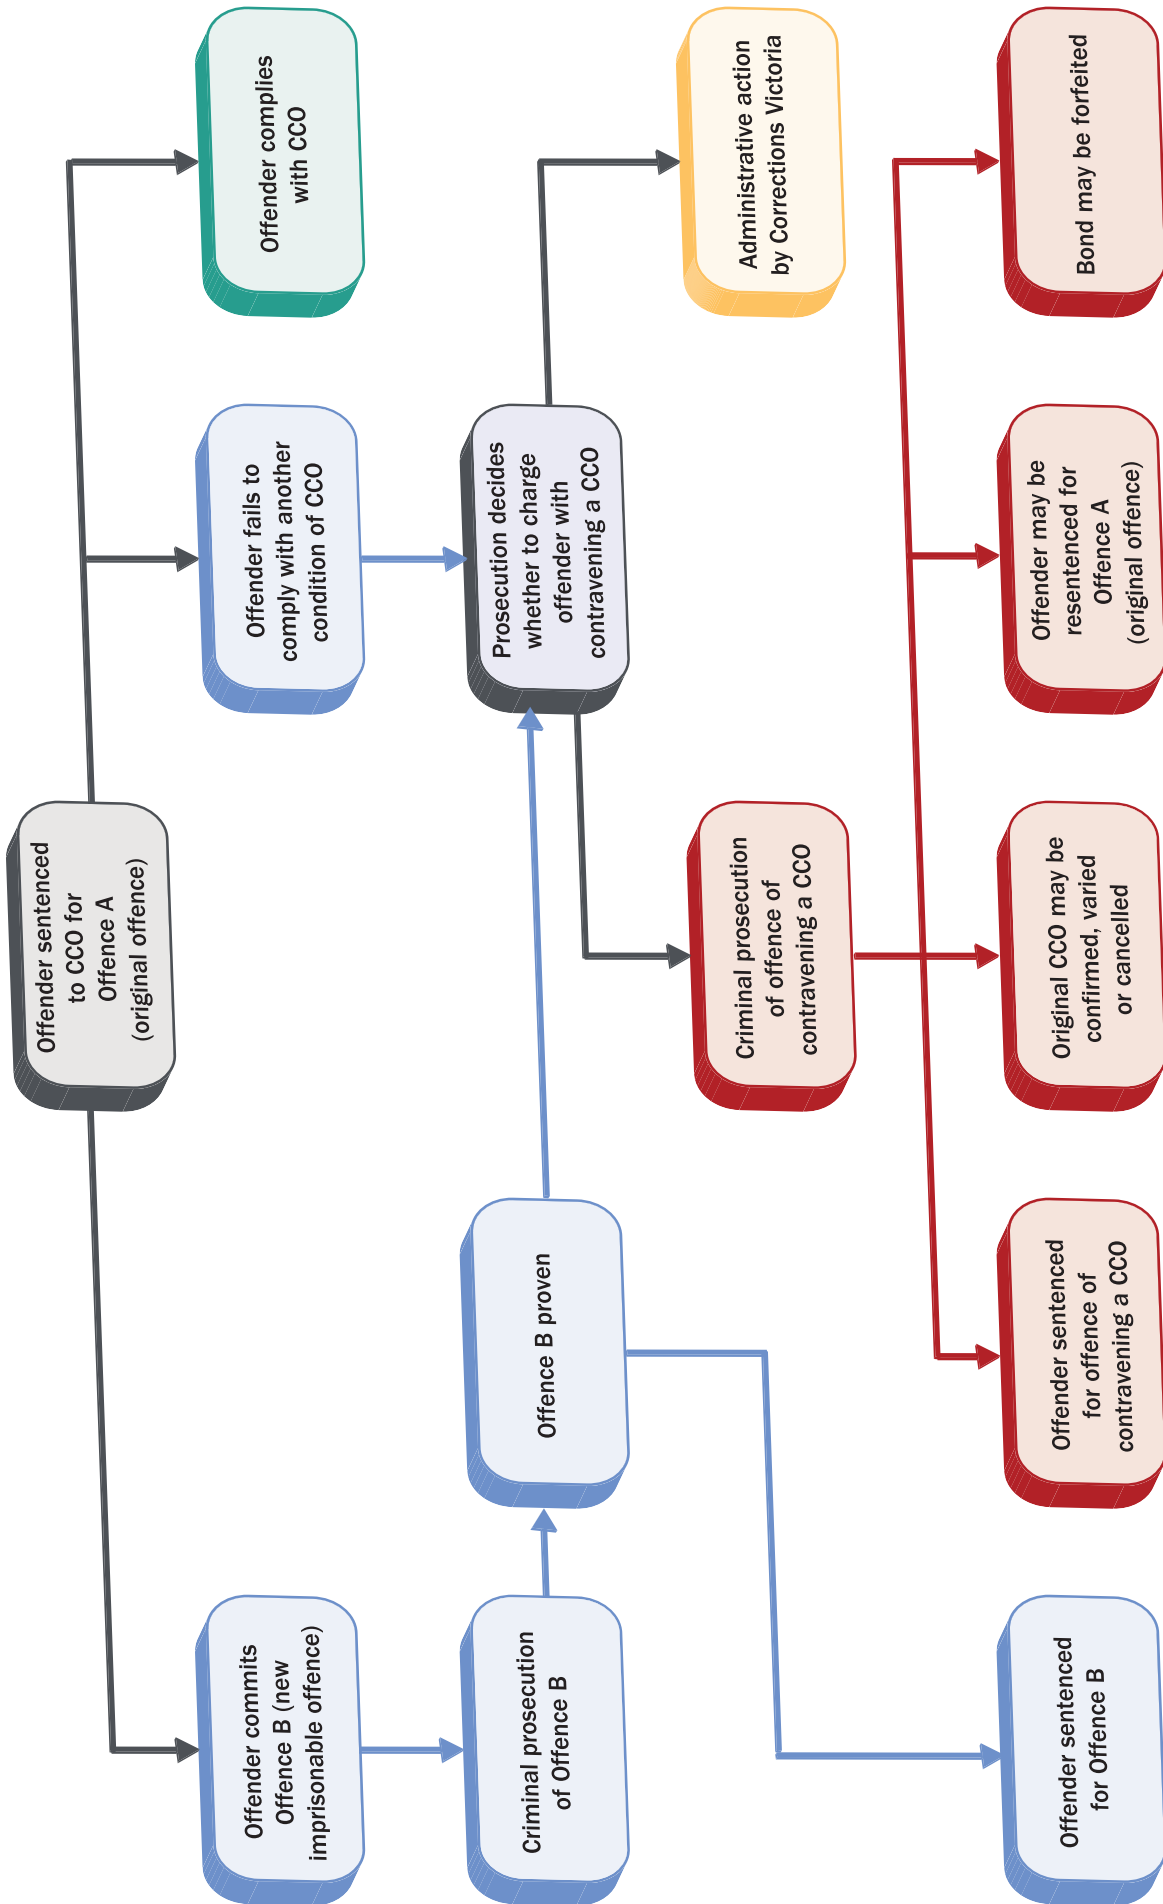 Offender sentenced
to CCO for
Offence A
(original offence)
Offender commits
Offence B (new
imprisonable offence)
Offender fails to
comply with another
condition of CCO
Offender complies
with CCO
Criminal prosecution
of Offence B
Offence B proven
Prosecution decides
whether to charge
offender with
contravening a CCO
Criminal prosecution
of offence of
contravening a CCO
Administrative action
by Corrections Victoria
Offender sentenced
for Offence B
Offender sentenced
for offence of
contravening a CCO
Original CCO may be
confirmed, varied
or cancelled
Offender may be
resentenced for
Offence A
(original offence)
Bond may be forfeited